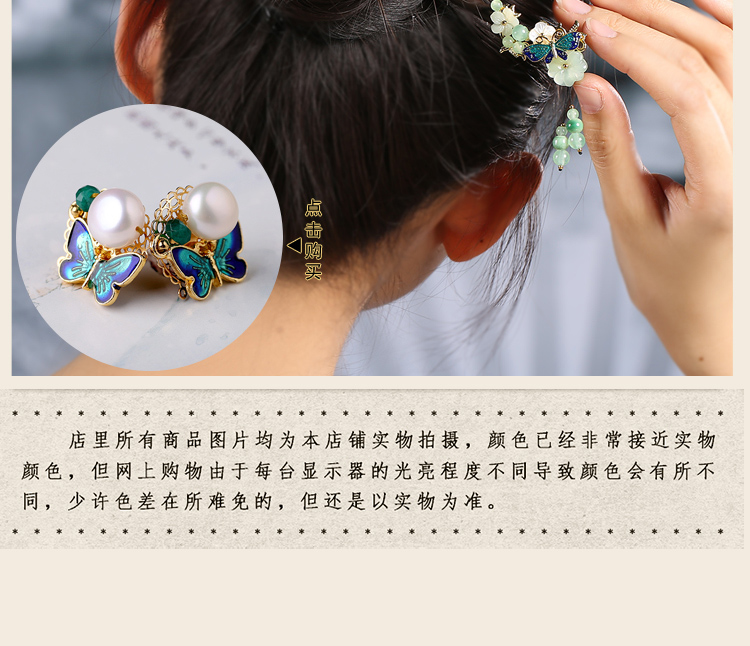 点击购买
* * * * * * * * * * * * * * * * * * * * * * * * * * * * * * * * * * * * * * *
店里所有商品图片均为本店铺实物拍摄，颜色已经非常接近实物
颜色，但网上购物由于每台显示器的光亮程度不同导致颜色会有所不
同，少许色差在所难免的，但还是以实物为准。
* * * * * * * * * * * * * * * * * * * * * * * * * * * * * * * * * * * * * * *